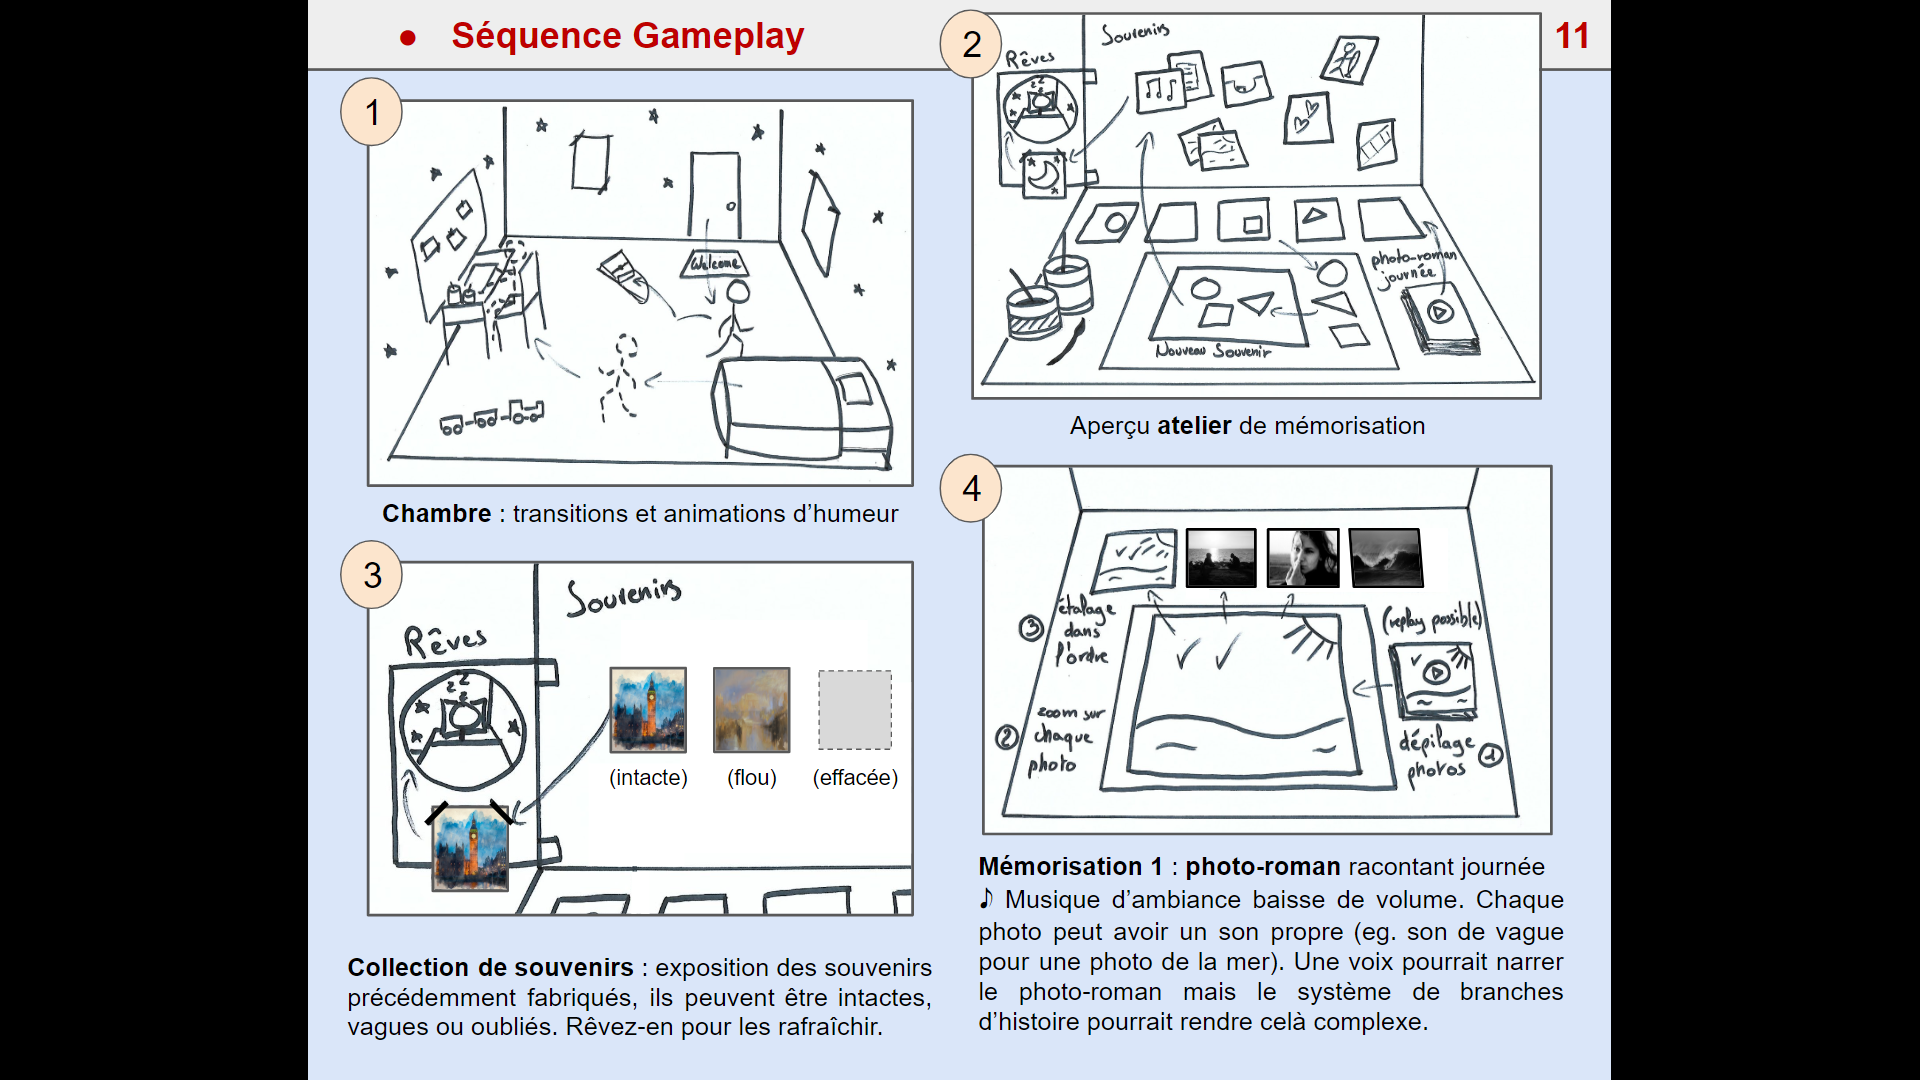 ● Séquence Gameplay
11
1
Welcome
Chambre : transitions et animations d’humeur
2
Rêves
Souvenirs
z z z
photo-roman
journée
Nouveau Souvenir
Aperçu atelier de mémorisation
3
Rêves
Souvenirs
z z z
(intacte) (flou) (effacée)
Collection de souvenirs : exposition des souvenirs
précédemment fabriqués, ils peuvent être intactes,
vagues ou oubliés. Rêvez-en pour les rafraîchir.
4
③ étalage
dans
l'ordre
② zoom sur
chaque
photo
(replay possible)
dépilage ①
photos
Mémorisation 1 : photo-roman racontant journée
♪ Musique d’ambiance baisse de volume. Chaque
photo peut avoir un son propre (eg. son de vague
pour une photo de la mer). Une voix pourrait narrer
le photo-roman mais le système de branches
d’histoire pourrait rendre celà complexe.